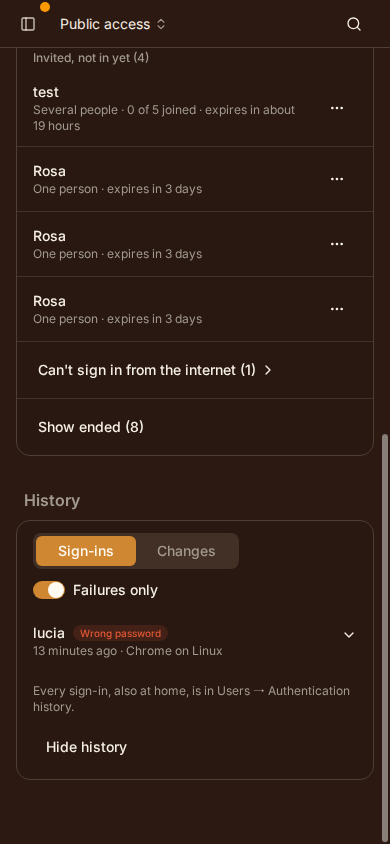 Public access
Invited, not in yet (4)
test
Several people · 0 of 5 joined · expires in about
19 hours
Rosa
One person · expires in 3 days
Rosa
One person · expires in 3 days
Rosa
One person · expires in 3 days
Can't sign in from the internet (1)
Show ended (8)
History
Sign-ins
Changes
Failures only
lucia
Wrong password
13 minutes ago · Chrome on Linux
Every sign-in, also at home, is in Users → Authentication
history.
Hide history